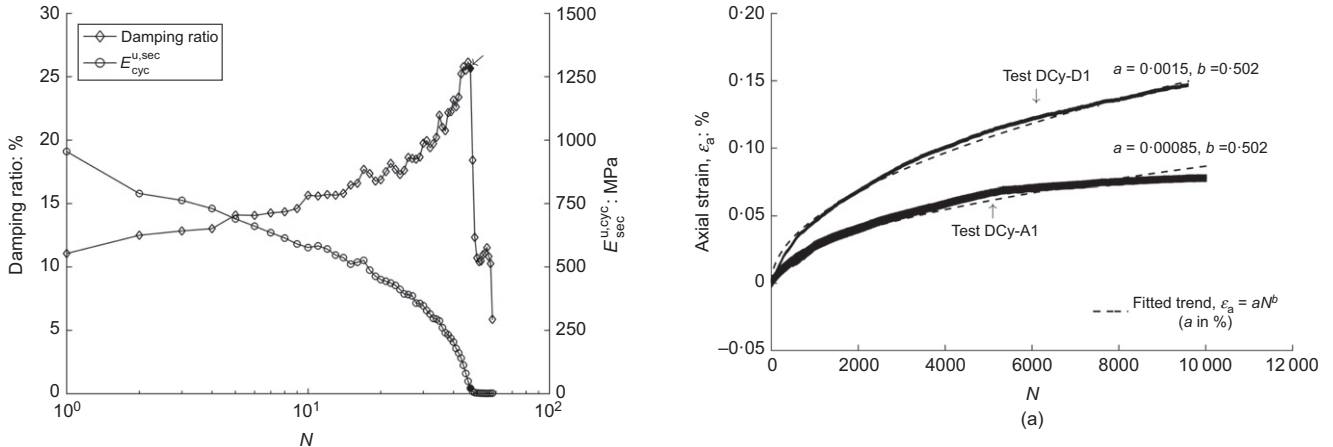 30
25
20
15
10
5
0
Damping ratio: %
Damping ratio
E^{u,sec}_{cyc}
1500
1250
1000
750
500
250
0
E^{u,cyc}_{sec}: MPa
10^0
10^1
10^2
N
0·20
0·15
0·10
0·05
0
–0·05
Axial strain, ε_a: %
Test DCy-D1
a = 0·0015, b =0·502
a = 0·00085, b =0·502
Test DCy-A1
Fitted trend, ε_a = aN^b
(a in %)
2000
4000
6000
8000
10 000
12 000
N
(a)